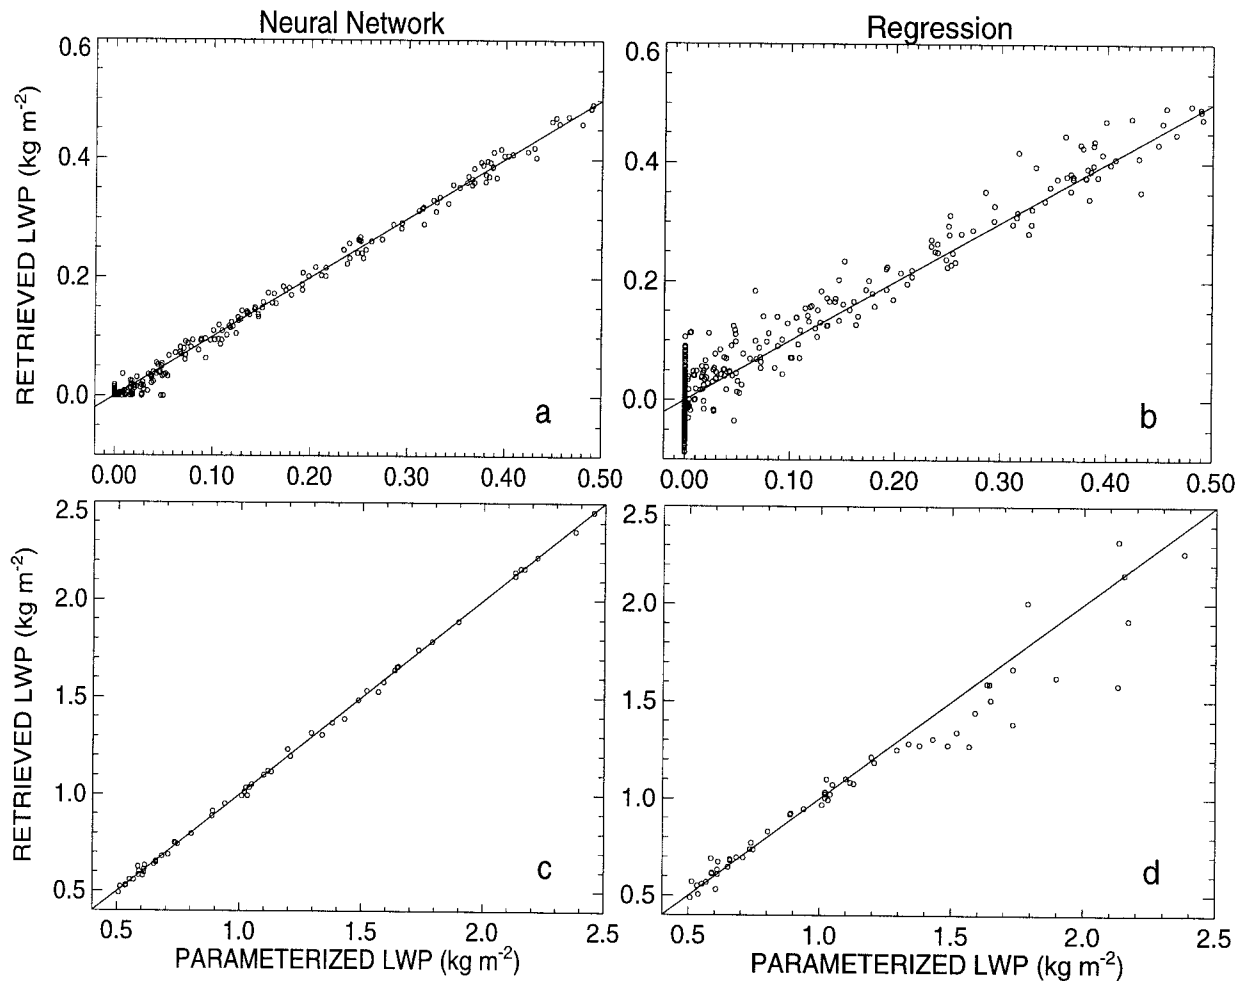 Neural Network
Regression
RETRIEVED LWP (kg m-2)
0.6
0.4
0.2
0.0
a
0.00 0.10 0.20 0.30 0.40 0.50
0.6
0.4
0.2
0.0
b
0.00 0.10 0.20 0.30 0.40 0.50
RETRIEVED LWP (kg m-2)
2.5
2.0
1.5
1.0
0.5
c
0.5 1.0 1.5 2.0 2.5
PARAMETERIZED LWP (kg m-2)
2.5
2.0
1.5
1.0
0.5
d
0.5 1.0 1.5 2.0 2.5
PARAMETERIZED LWP (kg m-2)